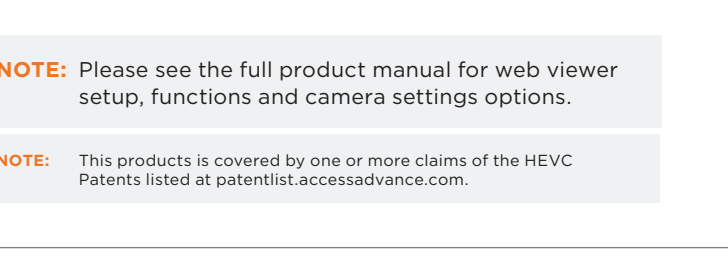 NOTE: Please see the full product manual for web viewer
setup, functions and camera settings options.
NOTE: This products is covered by one or more claims of the HEVC
Patents listed at patentlist.accessadvance.com.